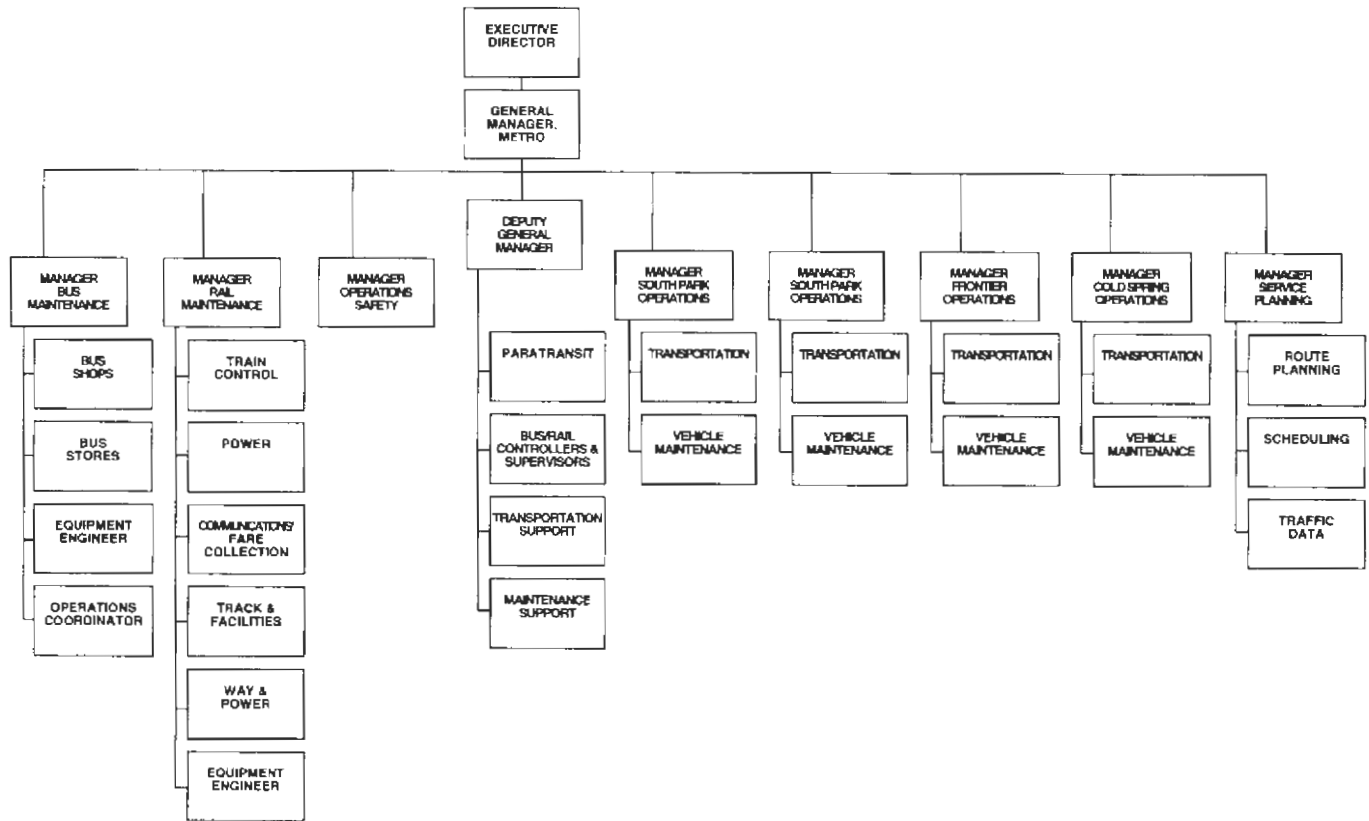 EXECUTIVE
DIRECTOR
GENERAL
MANAGER,
METRO
DEPUTY
GENERAL
MANAGER
MANAGER
BUS
MAINTENANCE
MANAGER
RAIL
MAINTENANCE
MANAGER
OPERATIONS
SAFETY
MANAGER
SOUTH PARK
OPERATIONS
MANAGER
SOUTH PARK
OPERATIONS
MANAGER
FRONTIER
OPERATIONS
MANAGER
COLD SPRING
OPERATIONS
MANAGER
SERVICE
PLANNING
BUS
SHOPS
BUS
STORES
EQUIPMENT
ENGINEER
OPERATIONS
COORDINATOR
TRAIN
CONTROL
POWER
COMMUNICATIONS/
FARE
COLLECTION
TRACK &
FACILITIES
WAY &
POWER
EQUIPMENT
ENGINEER
PARATRANSIT
BUS/RAIL
CONTROLLERS &
SUPERVISORS
TRANSPORTATION
SUPPORT
MAINTENANCE
SUPPORT
TRANSPORTATION
VEHICLE
MAINTENANCE
TRANSPORTATION
VEHICLE
MAINTENANCE
TRANSPORTATION
VEHICLE
MAINTENANCE
TRANSPORTATION
VEHICLE
MAINTENANCE
ROUTE
PLANNING
SCHEDULING
TRAFFIC
DATA